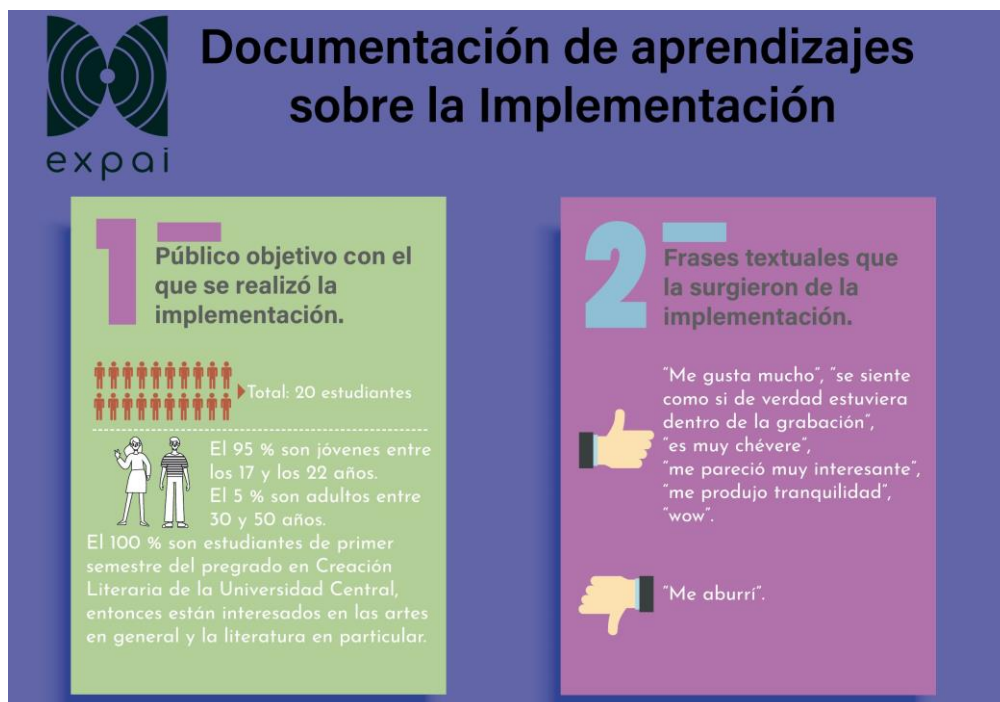 expai
Documentación de aprendizajes
sobre la Implementación
1
Público objetivo con el
que se realizó la
implementación.
Total: 20 estudiantes
El 95 % son jóvenes entre
los 17 y los 22 años.
El 5 % son adultos entre
30 y 50 años.
El 100 % son estudiantes de primer
semestre del pregrado en Creación
Literaria de la Universidad Central,
entonces están interesados en las artes
en general y la literatura en particular.
2
Frases textuales que
la surgieron de la
implementación.
“Me gusta mucho”, “se siente
como si de verdad estuviera
dentro de la grabación”,
“es muy chévere”,
“me pareció muy interesante”,
“me produjo tranquilidad”,
“wow”.
“Me aburrí”.